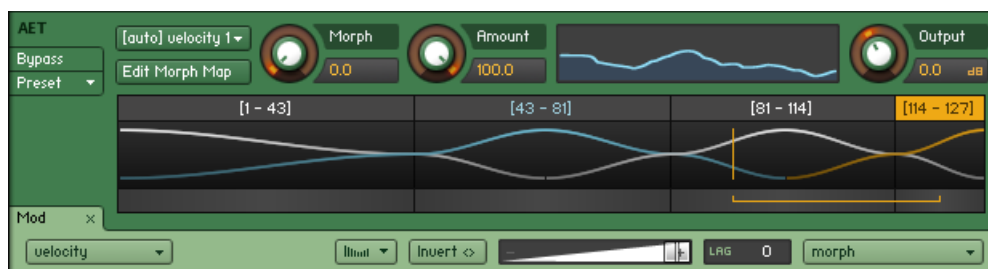 AET
[auto] velocity 1
Morph
0.0
Amount
100.0
Output
0.0 dB
Bypass
Preset
Edit Morph Map
[1 - 43]
[43 - 81]
[81 - 114]
[114 - 127]
Mod ×
velocity
Invert <>
LAG 0
morph